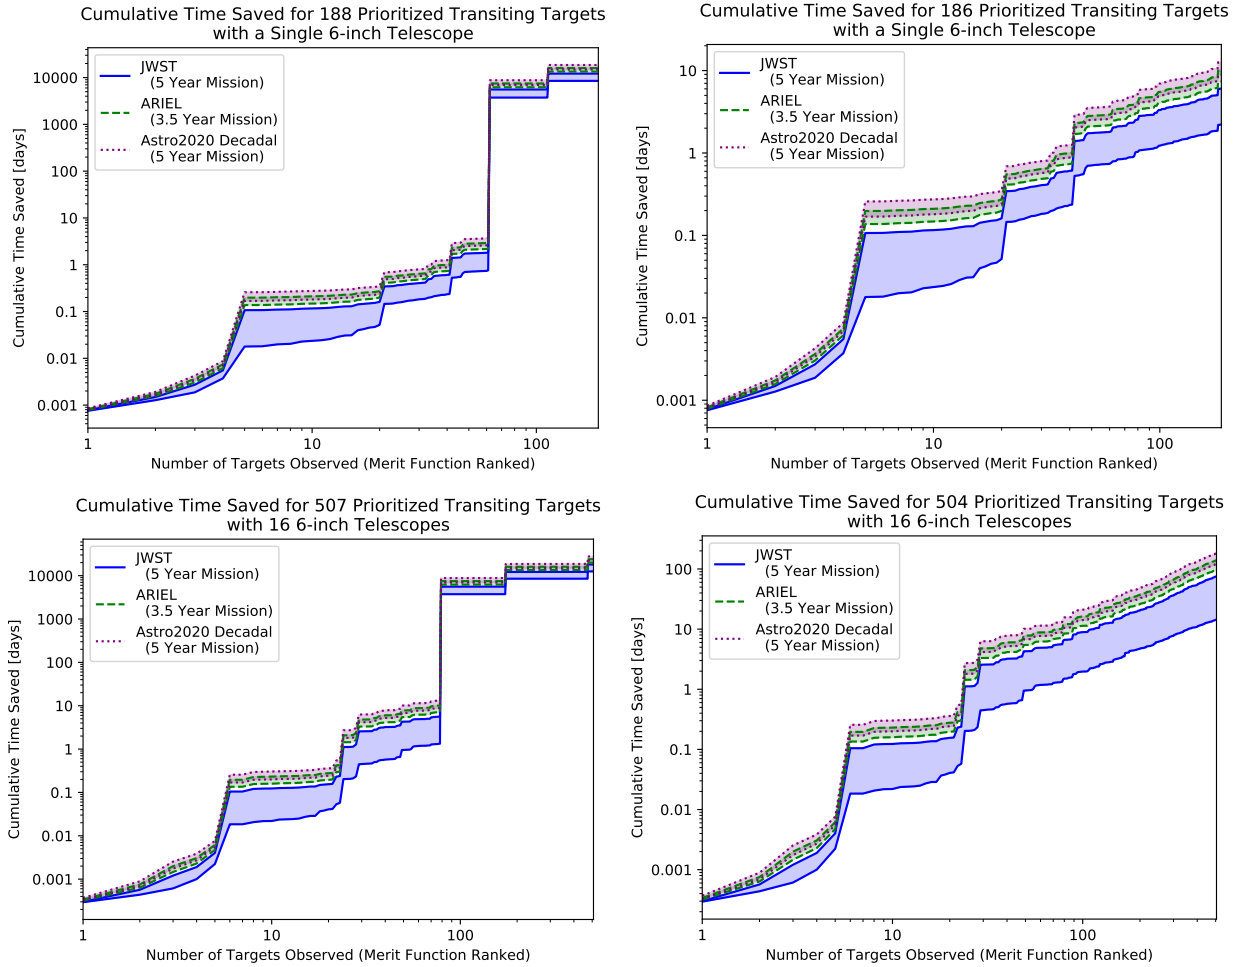 Cumulative Time Saved for 188 Prioritized Transiting Targets
with a Single 6-inch Telescope
Cumulative Time Saved [days]
10000
1000
100
10
1
0.1
0.01
0.001
JWST
(5 Year Mission)
ARIEL
(3.5 Year Mission)
Astro2020 Decadal
(5 Year Mission)
1
10
100
Number of Targets Observed (Merit Function Ranked)
Cumulative Time Saved for 186 Prioritized Transiting Targets
with a Single 6-inch Telescope
Cumulative Time Saved [days]
10
1
0.1
0.01
0.001
JWST
(5 Year Mission)
ARIEL
(3.5 Year Mission)
Astro2020 Decadal
(5 Year Mission)
1
10
100
Number of Targets Observed (Merit Function Ranked)
Cumulative Time Saved for 507 Prioritized Transiting Targets
with 16 6-inch Telescopes
Cumulative Time Saved [days]
10000
1000
100
10
1
0.1
0.01
0.001
JWST
(5 Year Mission)
ARIEL
(3.5 Year Mission)
Astro2020 Decadal
(5 Year Mission)
1
10
100
Number of Targets Observed (Merit Function Ranked)
Cumulative Time Saved for 504 Prioritized Transiting Targets
with 16 6-inch Telescopes
Cumulative Time Saved [days]
100
10
1
0.1
0.01
0.001
JWST
(5 Year Mission)
ARIEL
(3.5 Year Mission)
Astro2020 Decadal
(5 Year Mission)
1
10
100
Number of Targets Observed (Merit Function Ranked)